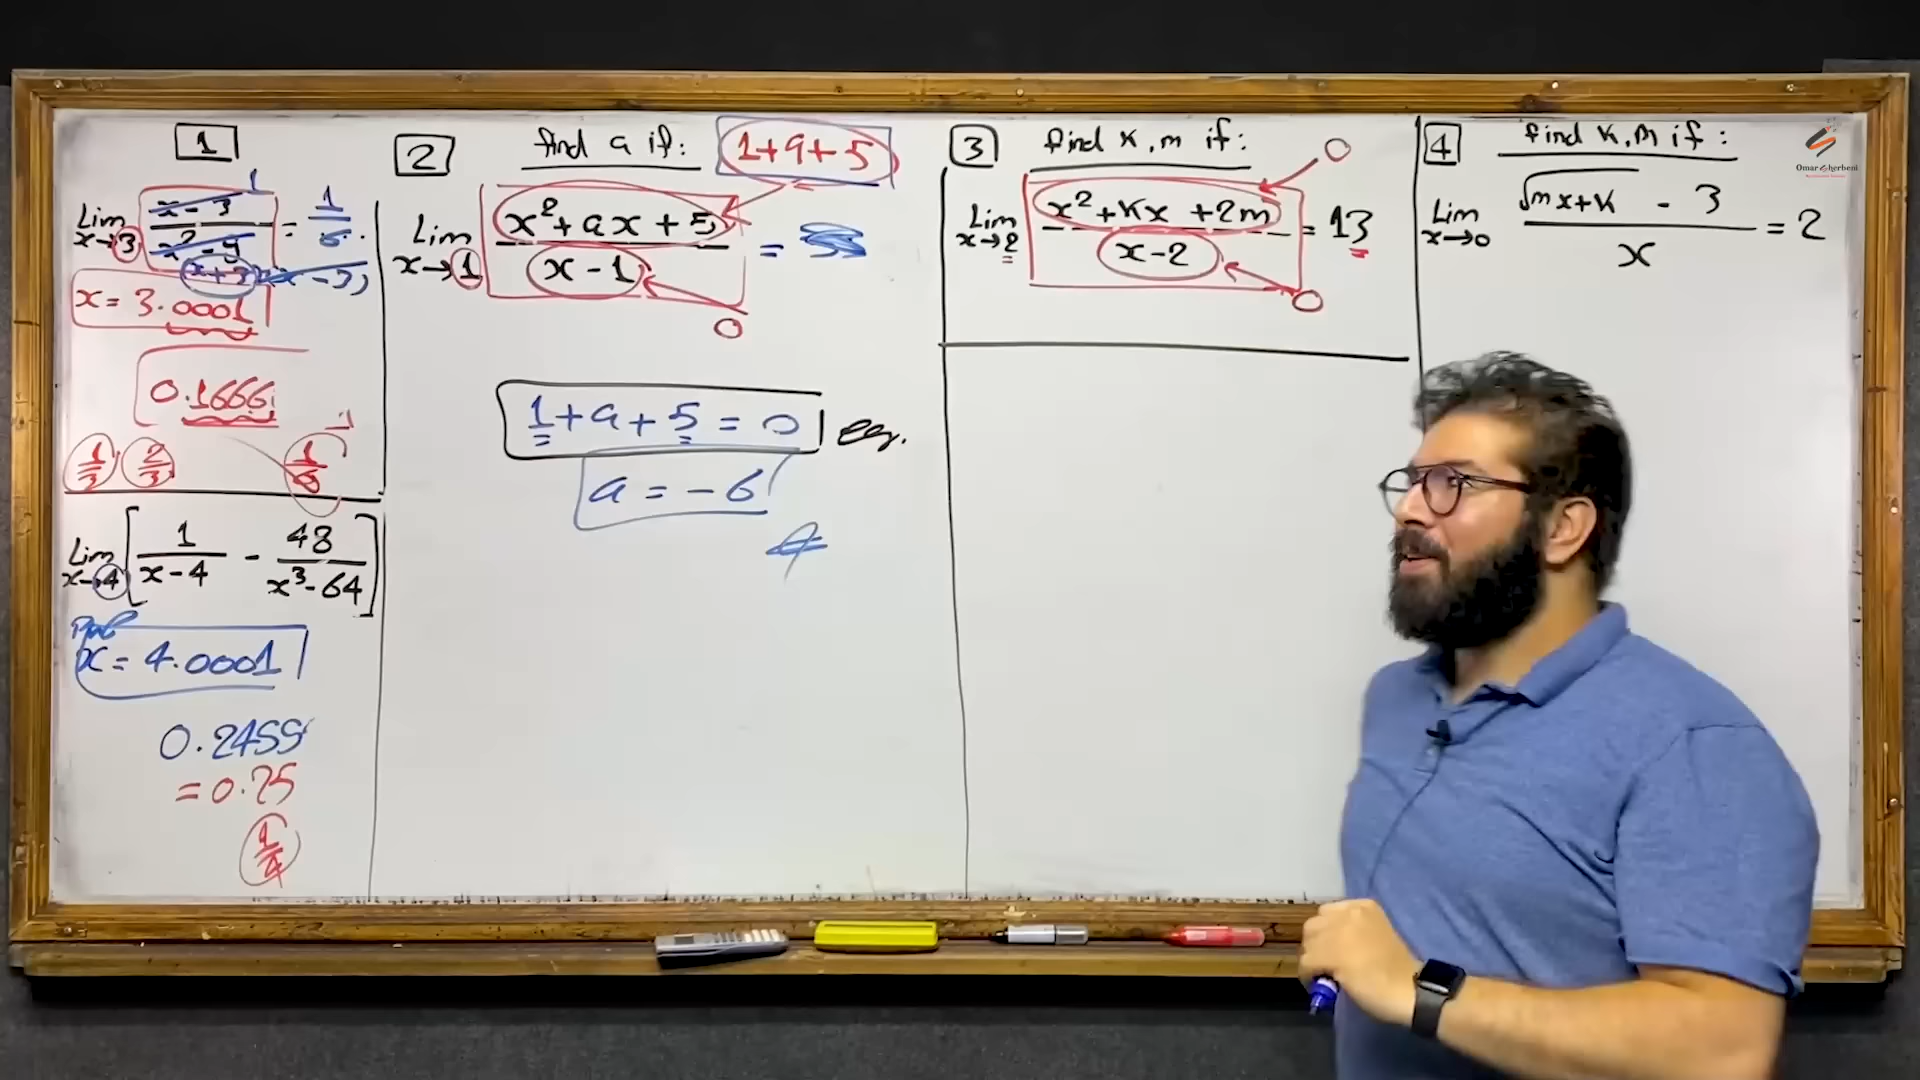 1
Lim x→3 x-3 / x²-9 = 1/6
1
(x+3)(x-3)
x = 3.0001
0.1666
1/3 2/3 1/6
Lim x→4 [ 1 / x-4 - 48 / x³-64 ]
x = 4.0001
0.2499
= 0.25
1/4
2 find a if: 1+a+5
Lim x→1 x²+ax+5 / x-1 =
0
1+a+5 = 0 eq.
a = -6
3 find K,m if: 0
Lim x→2 x²+Kx+2m / x-2 = 13
0
4 find K,M if:
Lim x→0 √mx+K - 3 / x = 2
Omar Sherbeni